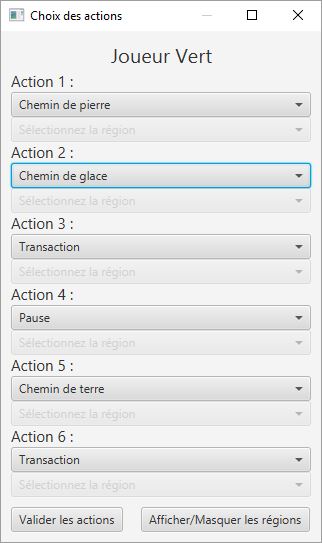 Choix des actions
Joueur Vert
Action 1 :
Chemin de pierre
Sélectionnez la région
Action 2 :
Chemin de glace
Sélectionnez la région
Action 3 :
Transaction
Sélectionnez la région
Action 4 :
Pause
Sélectionnez la région
Action 5 :
Chemin de terre
Sélectionnez la région
Action 6 :
Transaction
Sélectionnez la région
Valider les actions Afficher/Masquer les régions